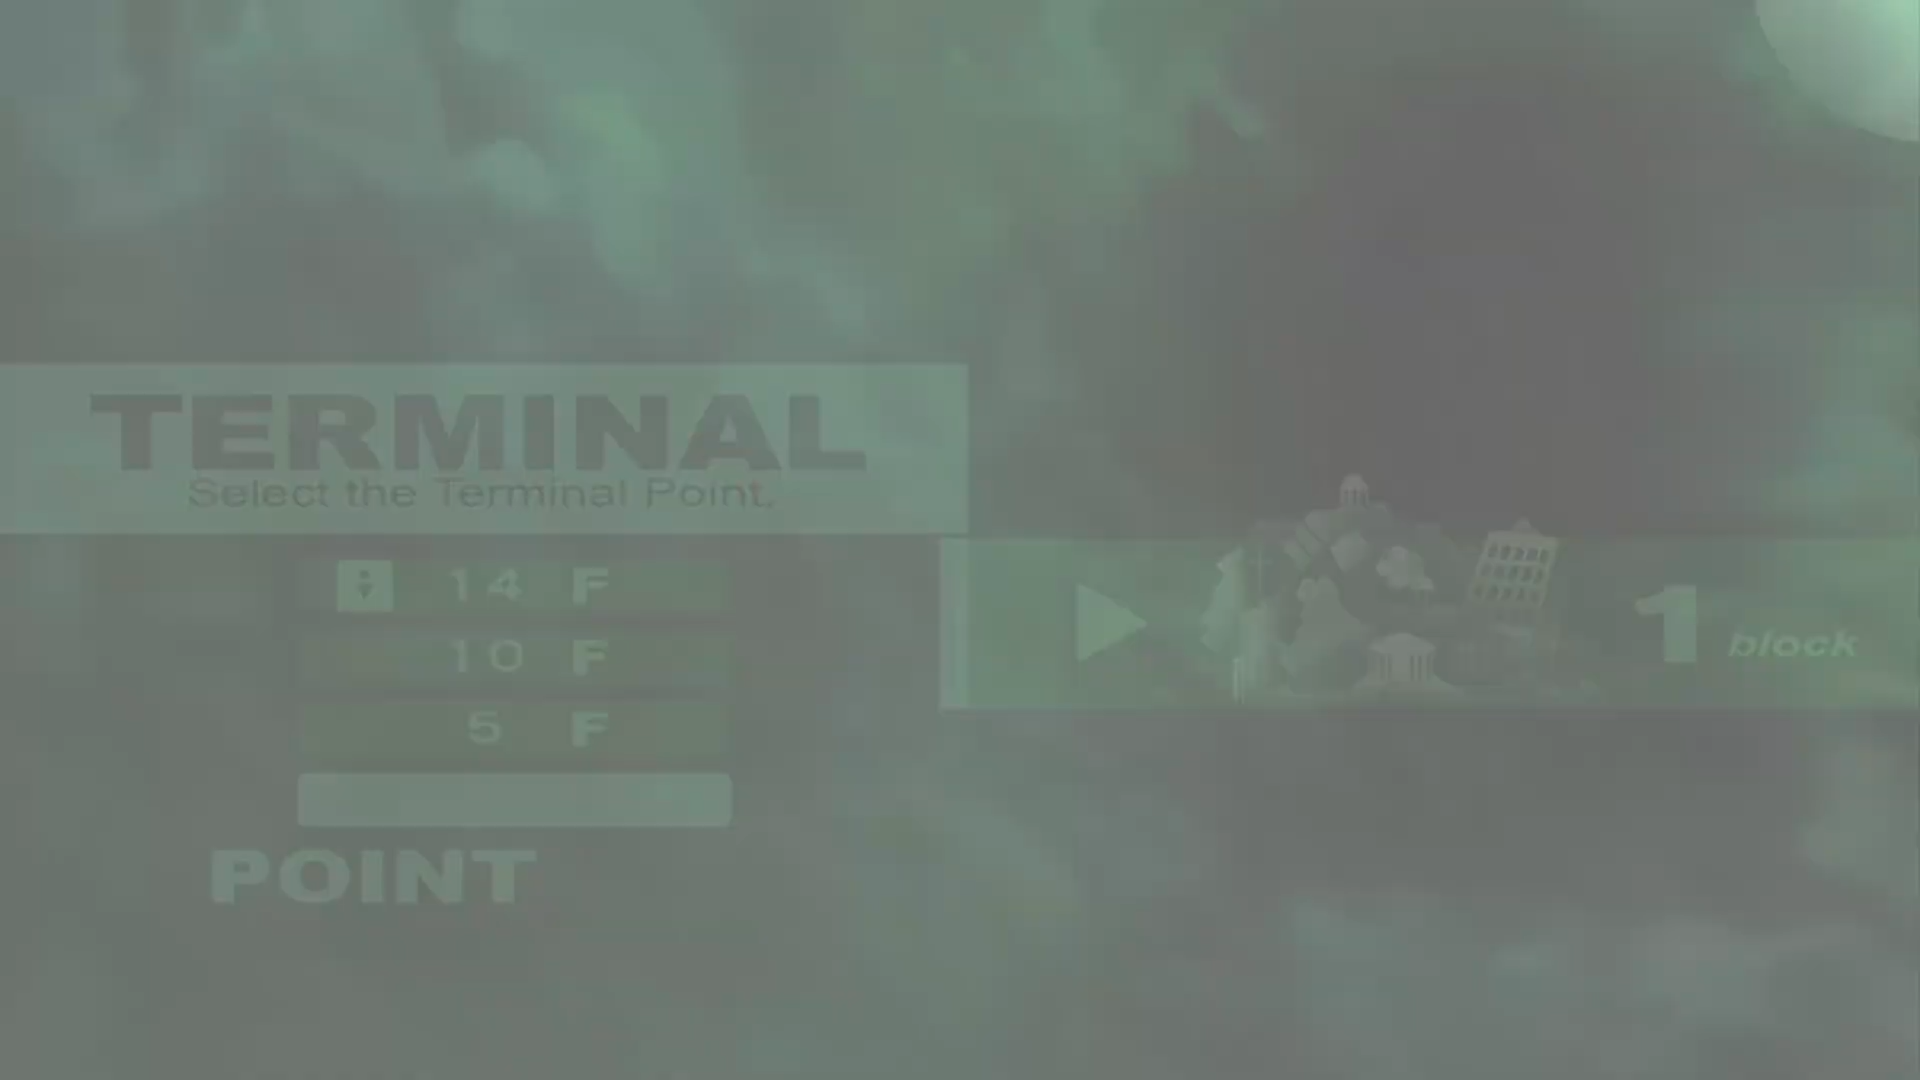 TERMINAL
Select the Terminal Point.
14 F
10 F
5 F
POINT
1 block